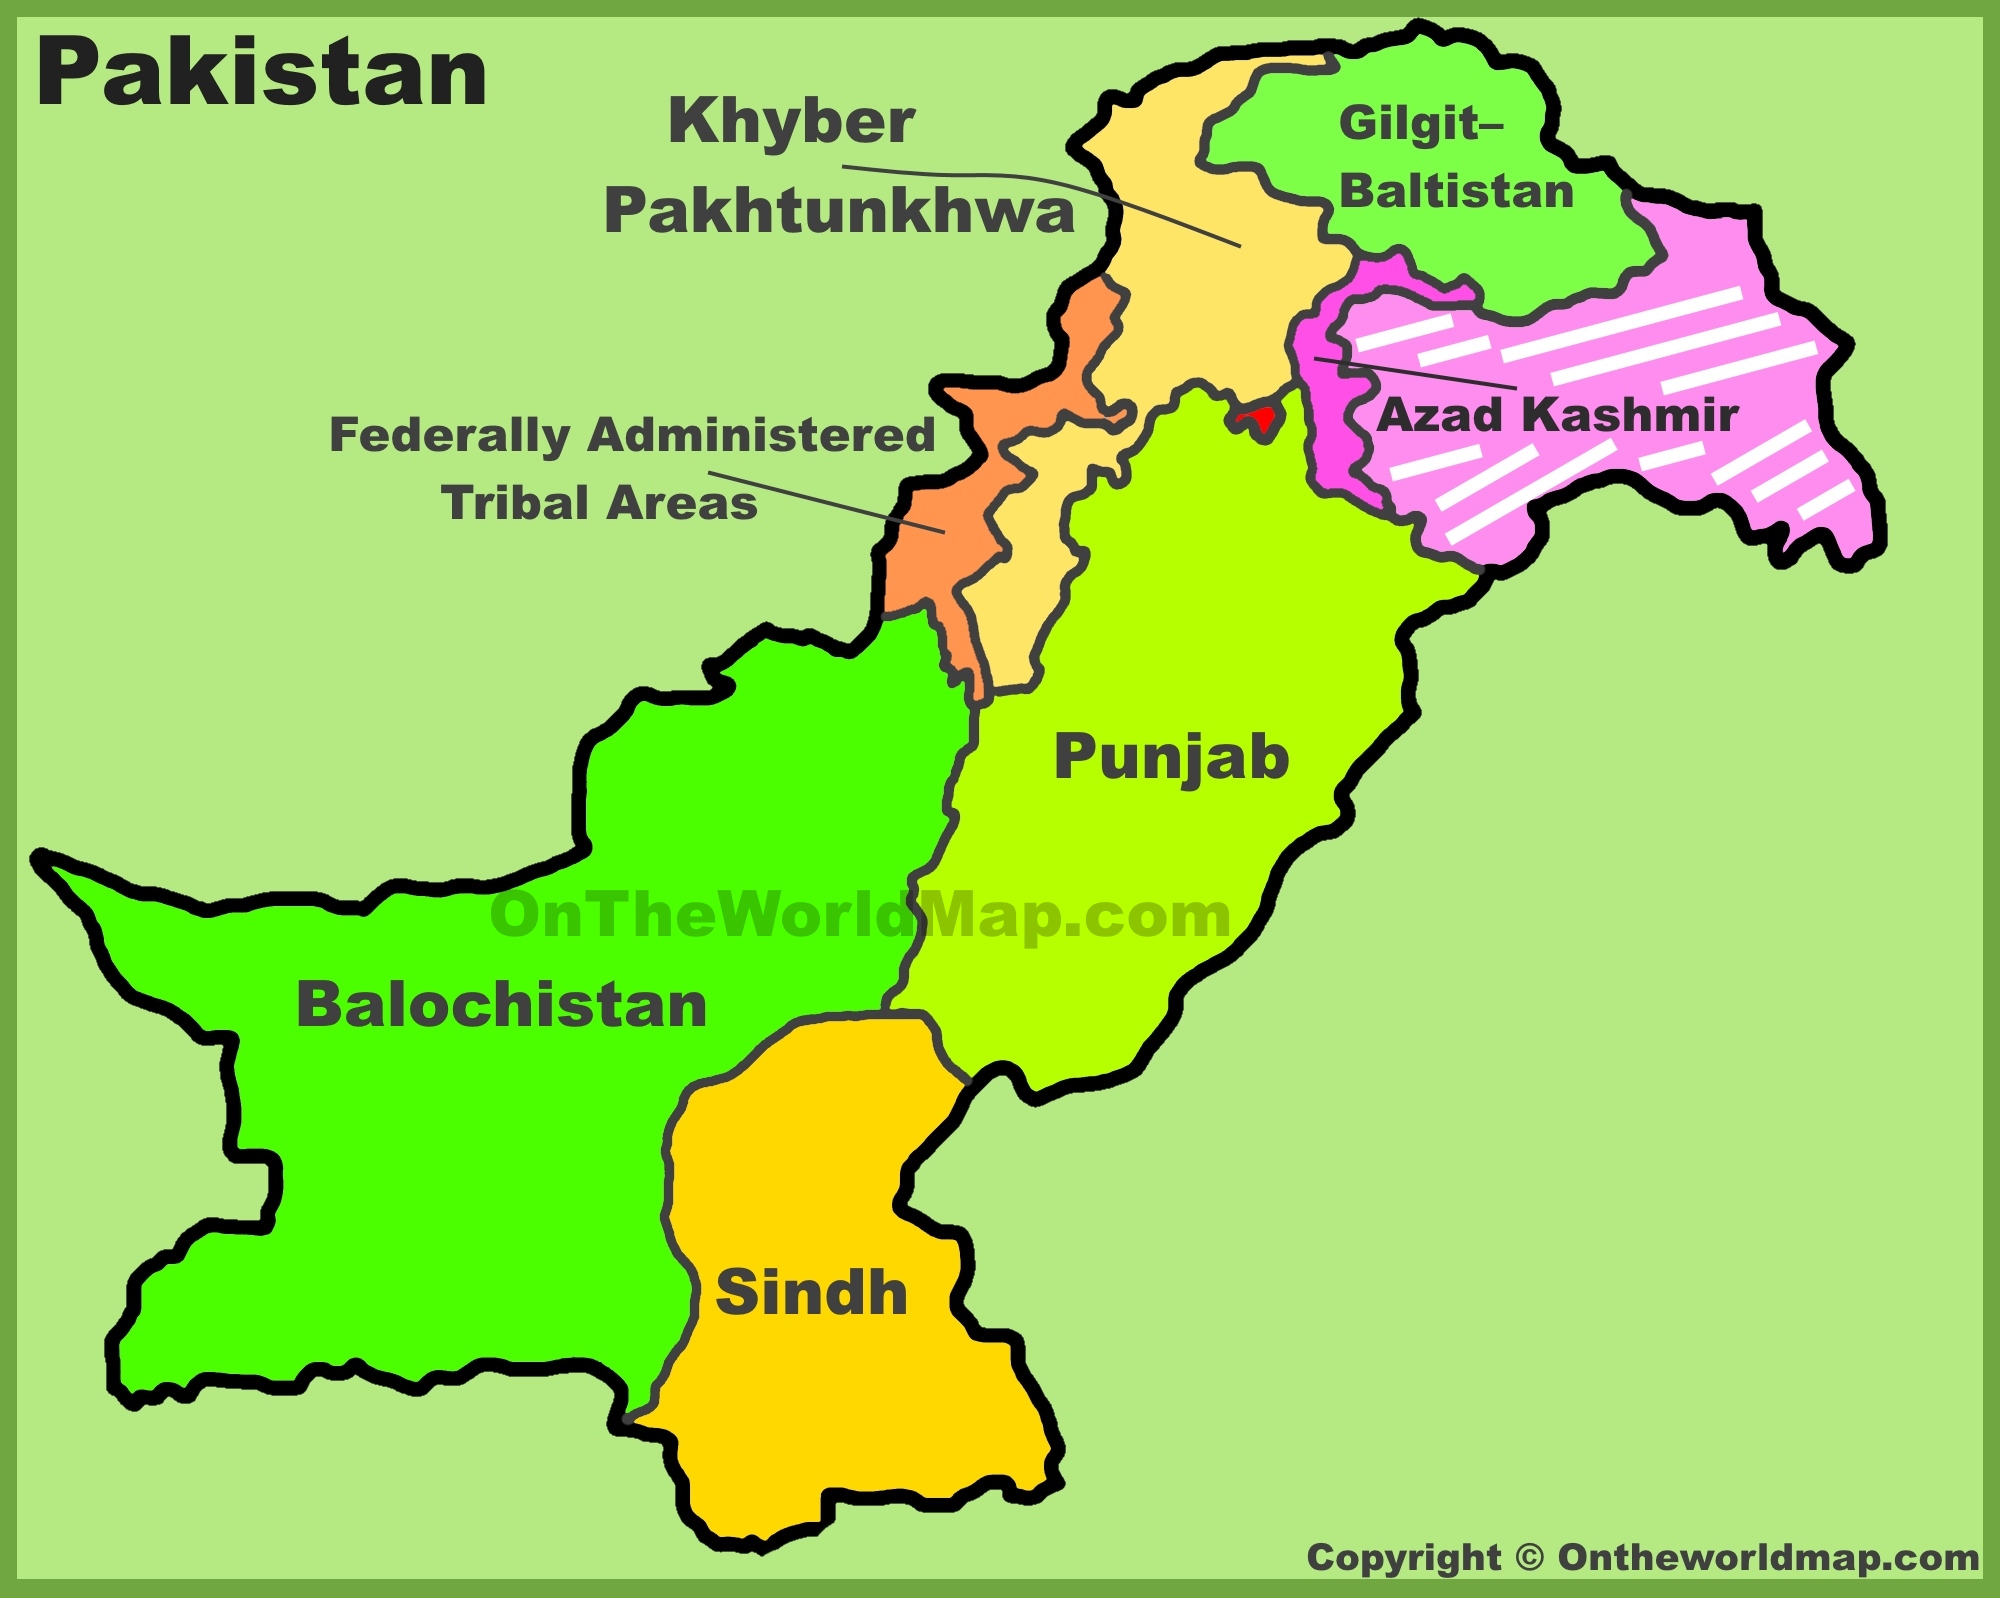 Pakistan
Khyber
Pakhtunkhwa
Gilgit–
Baltistan
Federally Administered
Tribal Areas
Azad Kashmir
Punjab
OnTheWorldMap.com
Balochistan
Sindh
Copyright © Ontheworldmap.com